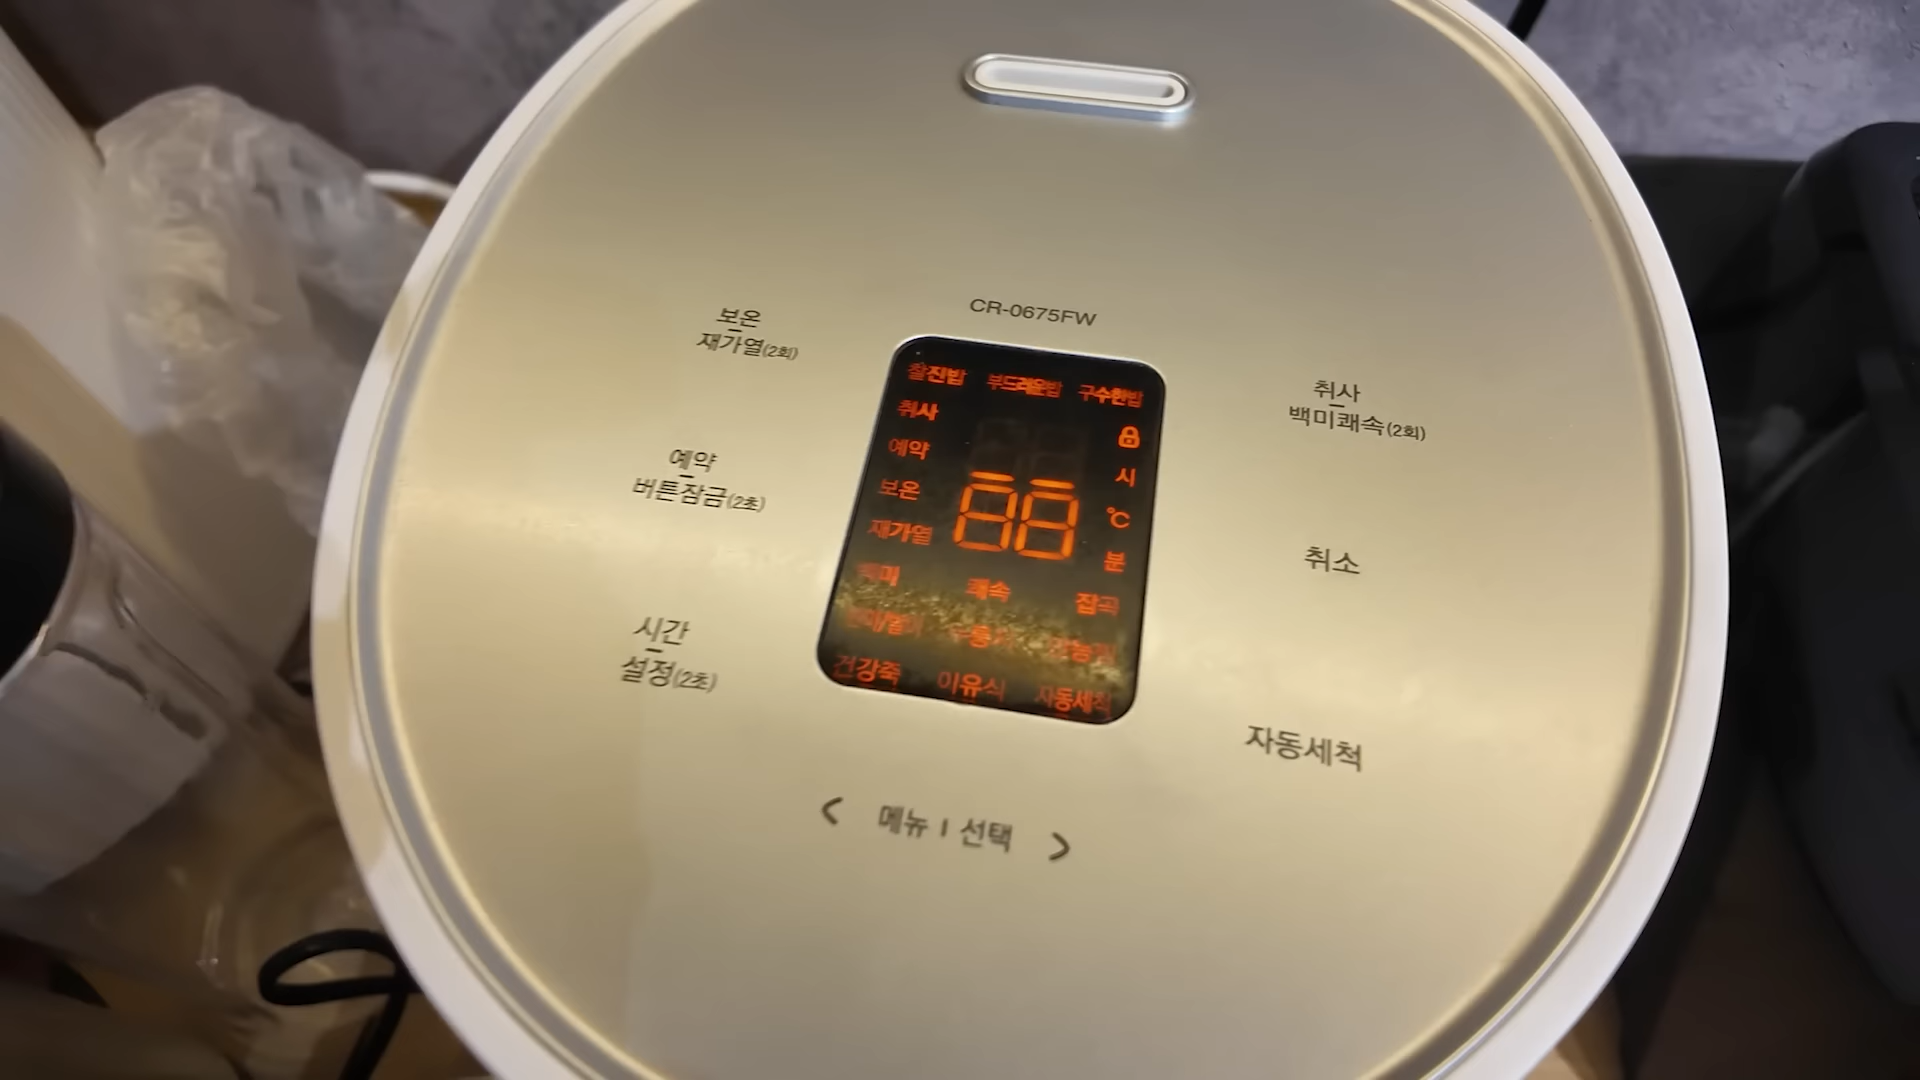 CR-0675FW
보온
재가열(2회)
예약
버튼잠금(2초)
시간
설정(2초)
찰진밥 부드러운밥 구수한밥
취사
예약
시
보온
88
℃
재가열
분
백미 쾌속 잡곡
건강죽 이유식 자동세척
취사
백미쾌속(2회)
취소
자동세척
< 메뉴 | 선택 >